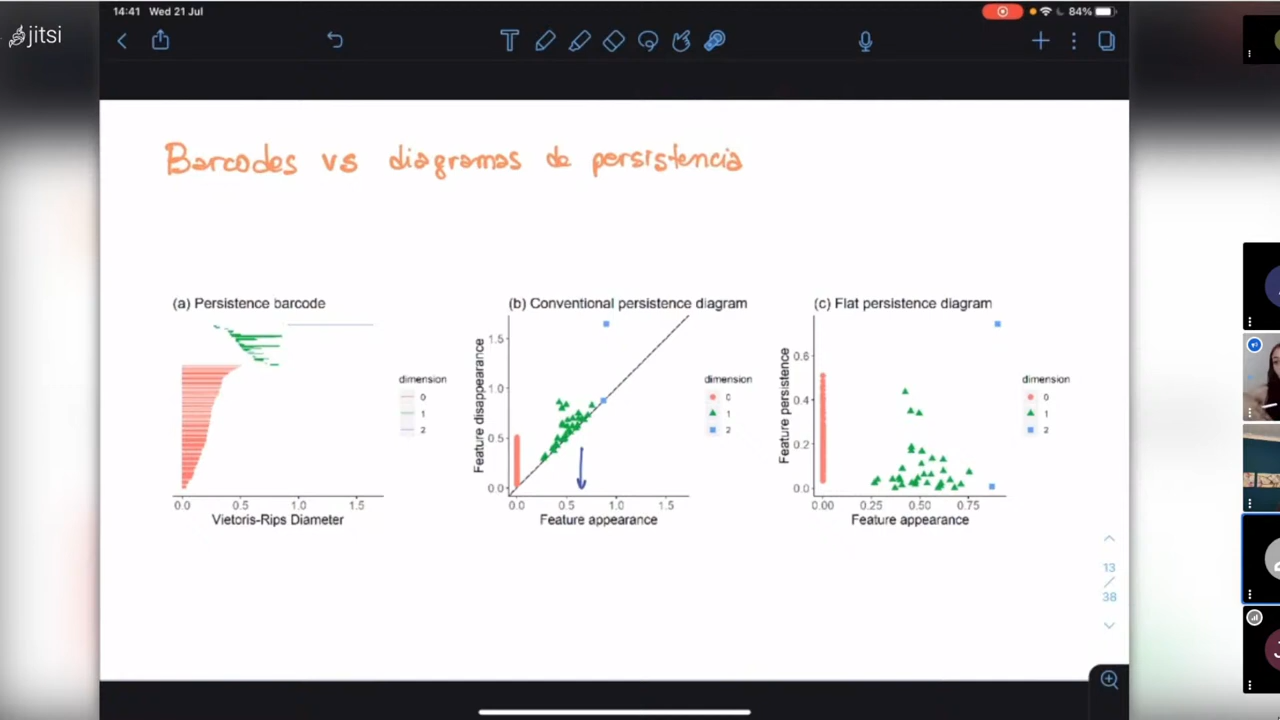 14:41 Wed 21 Jul
84%
jitsi
T
Barcodes vs diagramas de persistencia
(a) Persistence barcode
dimension
0
1
2
0.0 0.5 1.0 1.5
Vietoris-Rips Diameter
(b) Conventional persistence diagram
Feature disappearance
1.5
1.0
0.5
0.0
0.0 0.5 1.0 1.5
Feature appearance
dimension
0
1
2
(c) Flat persistence diagram
Feature persistence
0.6
0.4
0.2
0.0
0.00 0.25 0.50 0.75
Feature appearance
dimension
0
1
2
13
/
38